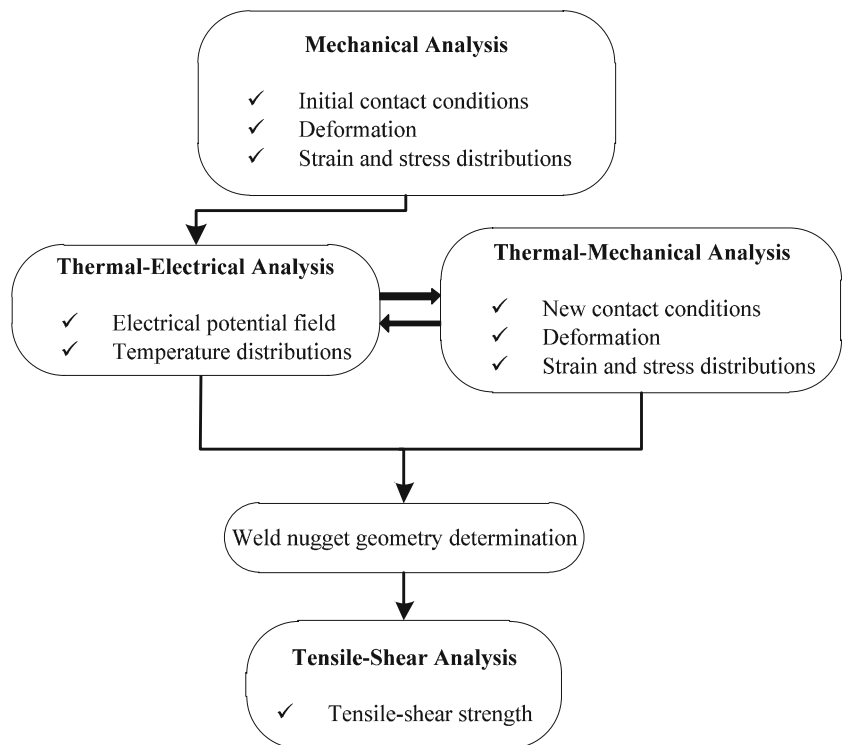 Mechanical Analysis
✓ Initial contact conditions
✓ Deformation
✓ Strain and stress distributions
Thermal-Electrical Analysis
✓ Electrical potential field
✓ Temperature distributions
Thermal-Mechanical Analysis
✓ New contact conditions
✓ Deformation
✓ Strain and stress distributions
Weld nugget geometry determination
Tensile-Shear Analysis
✓ Tensile-shear strength